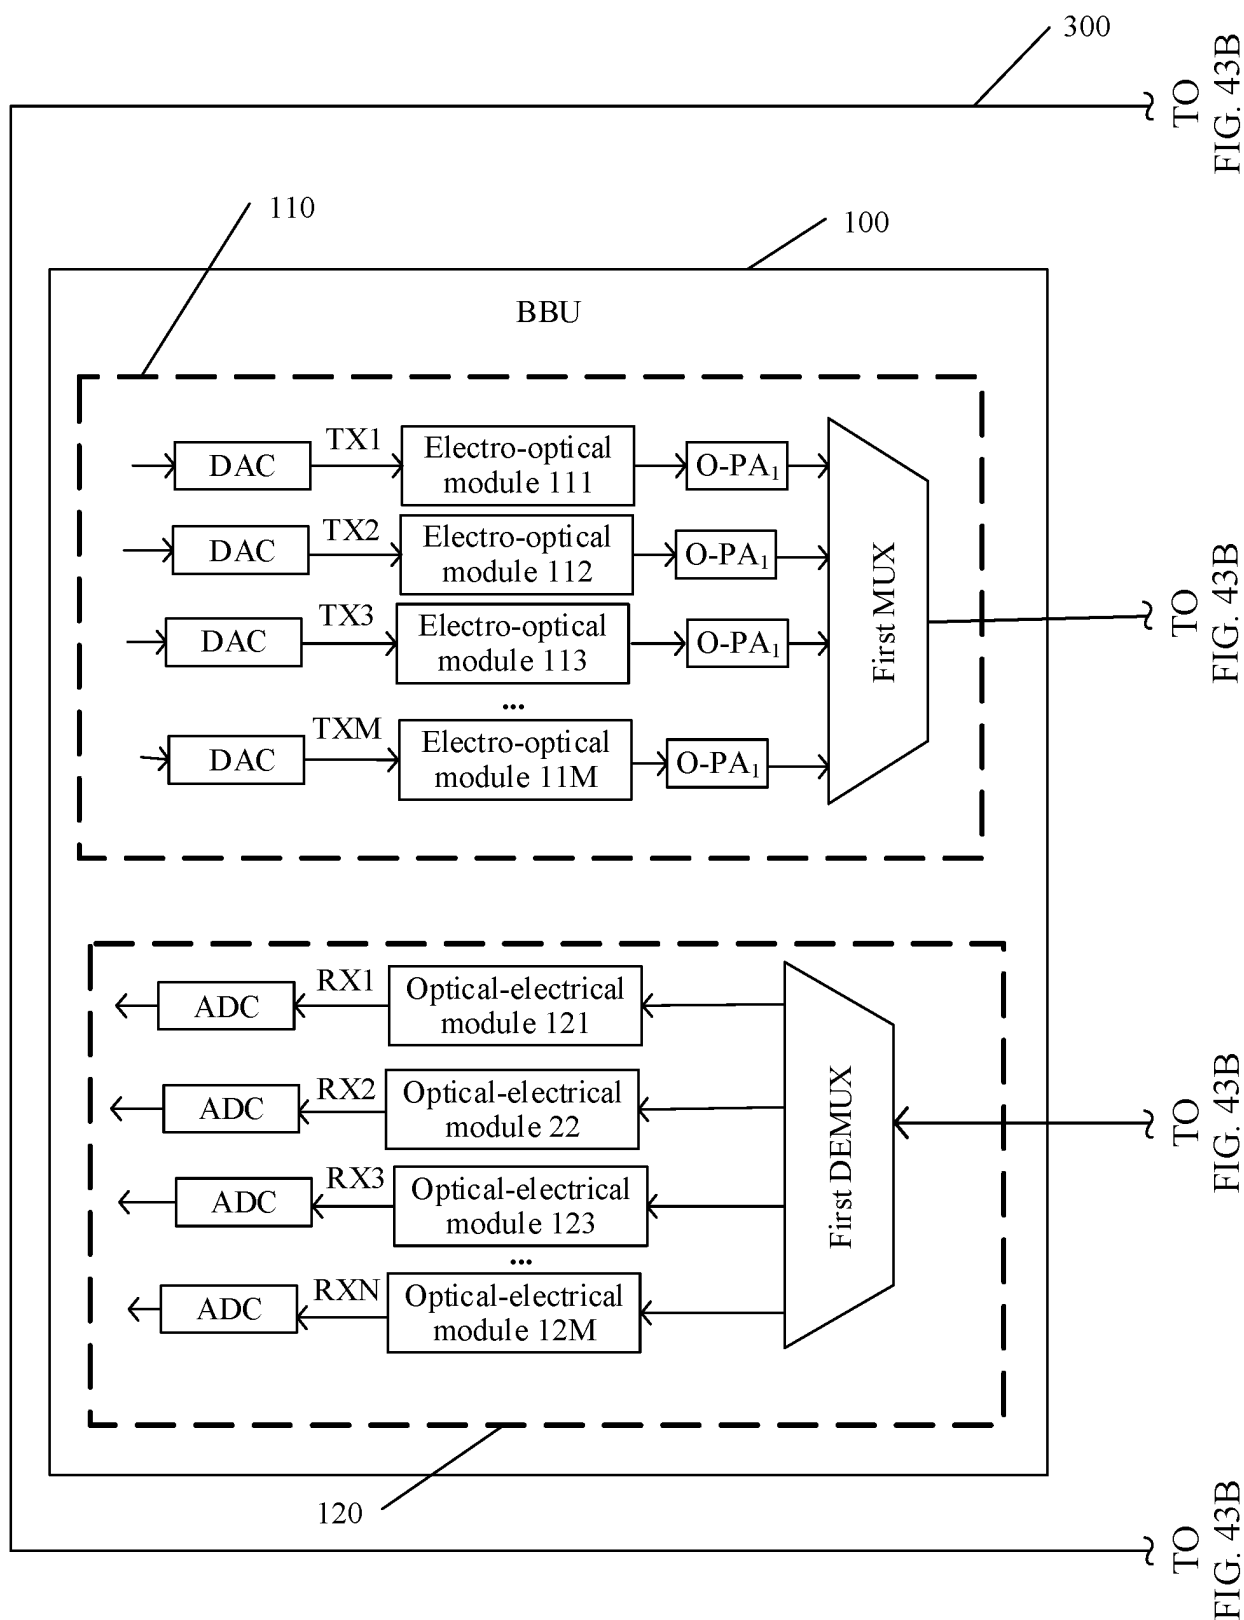 300
TO
FIG. 43B
110
100
BBU
DAC
TX1
Electro-optical
module 111
O-PA1
DAC
TX2
Electro-optical
module 112
O-PA1
DAC
TX3
Electro-optical
module 113
O-PA1
...
DAC
TXM
Electro-optical
module 11M
O-PA1
First MUX
TO
FIG. 43B
ADC
RX1
Optical-electrical
module 121
ADC
RX2
Optical-electrical
module 22
ADC
RX3
Optical-electrical
module 123
...
ADC
RXN
Optical-electrical
module 12M
First DEMUX
TO
FIG. 43B
120
TO
FIG. 43B